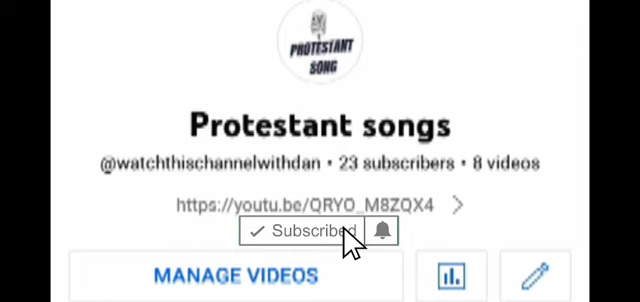 PROTESTANT
SONG
Protestant songs
@watchthischannelwithdan • 23 subscribers • 8 videos
https://youtu.be/QRYO_M8ZQX4
Subscribed
MANAGE VIDEOS